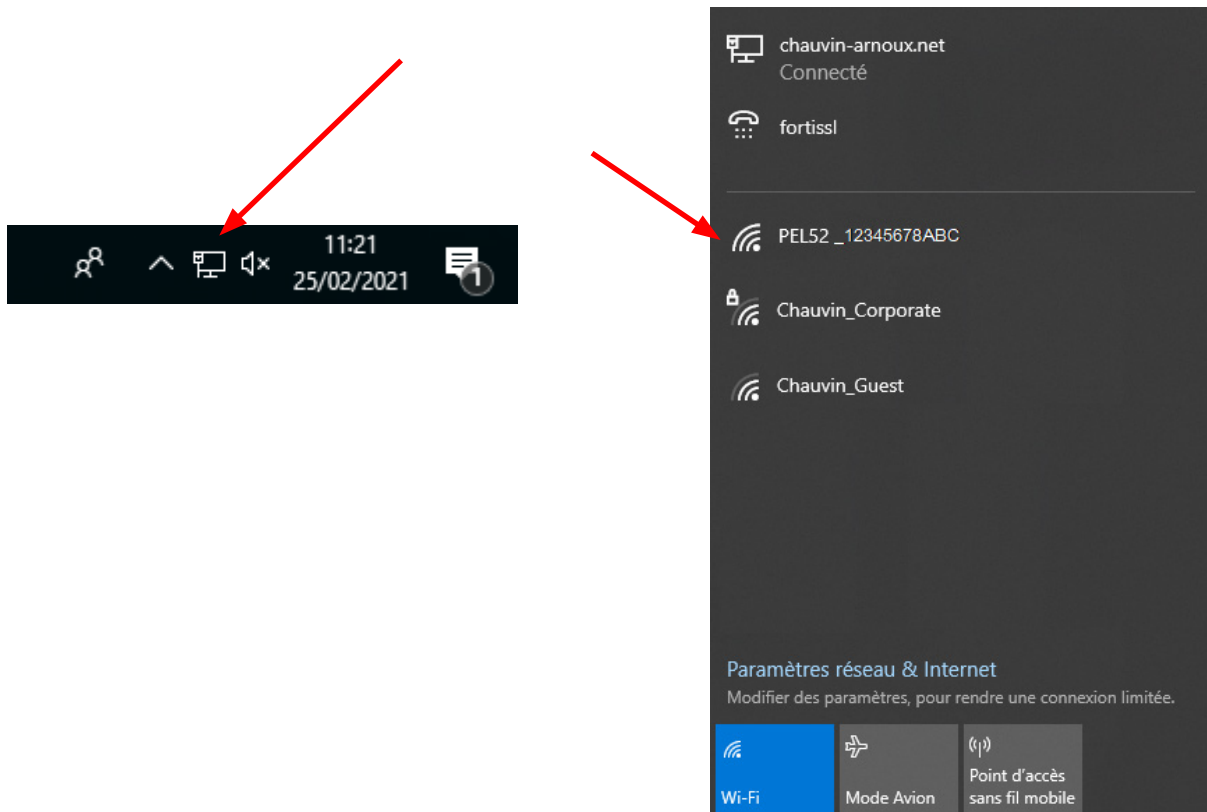 11:21
25/02/2021
1
chauvin-arnoux.net
Connecté
fortissl
PEL52 _12345678ABC
Chauvin_Corporate
Chauvin_Guest
Paramètres réseau & Internet
Modifier des paramètres, pour rendre une connexion limitée.
Wi-Fi
Mode Avion
Point d'accès
sans fil mobile